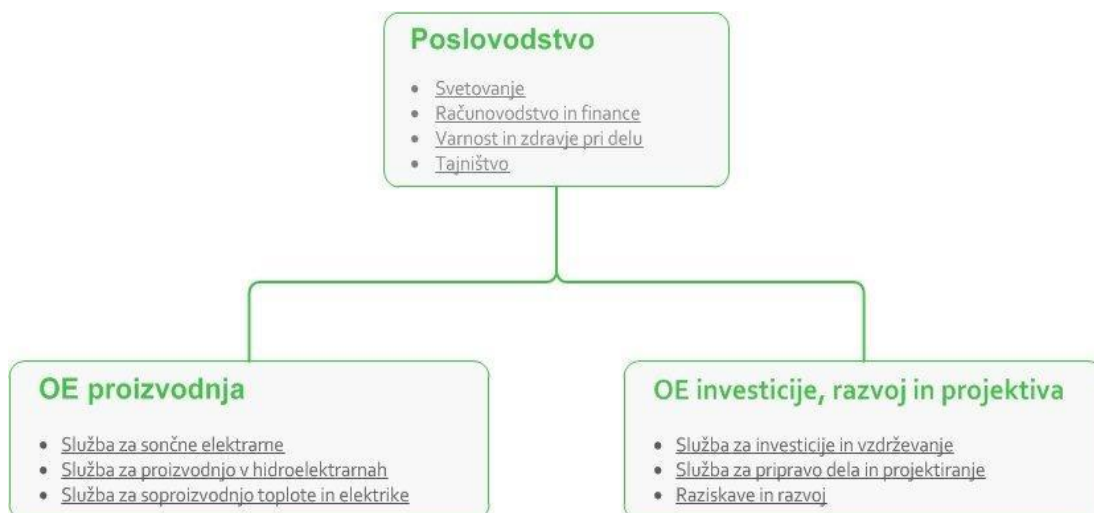 Poslovodstvo
Svetovanje
Računovodstvo in finance
Varnost in zdravje pri delu
Tajništvo
OE proizvodnja
Služba za sončne elektrarne
Služba za proizvodnjo v hidroelektrarnah
Služba za soproizvodnjo toplote in elektrike
OE investicije, razvoj in projektiva
Služba za investicije in vzdrževanje
Služba za pripravo dela in projektiranje
Raziskave in razvoj